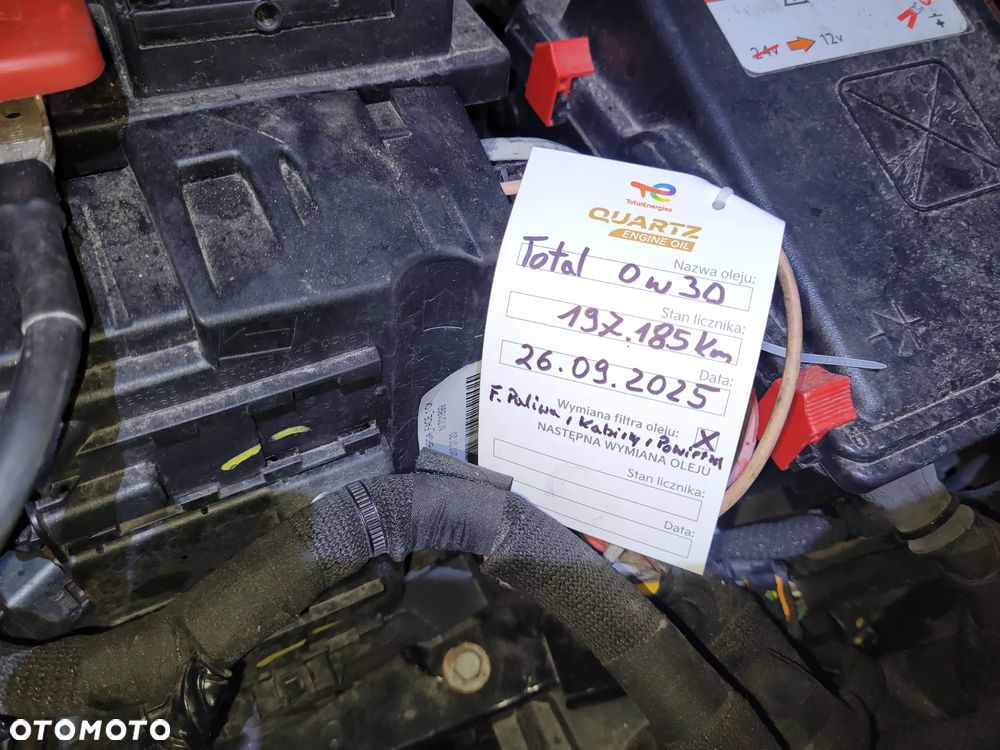 24v 12v
+
TotalEnergies
QUARTZ
ENGINE OIL
Nazwa oleju:
Total 0w30
Stan licznika:
197.185 Km
Data:
26.09.2025
Wymiana filtra oleju: X
F. Paliwa, Kabiny, Powietrza
NASTĘPNA WYMIANA OLEJU
Stan licznika:
Data:
OTOMOTO